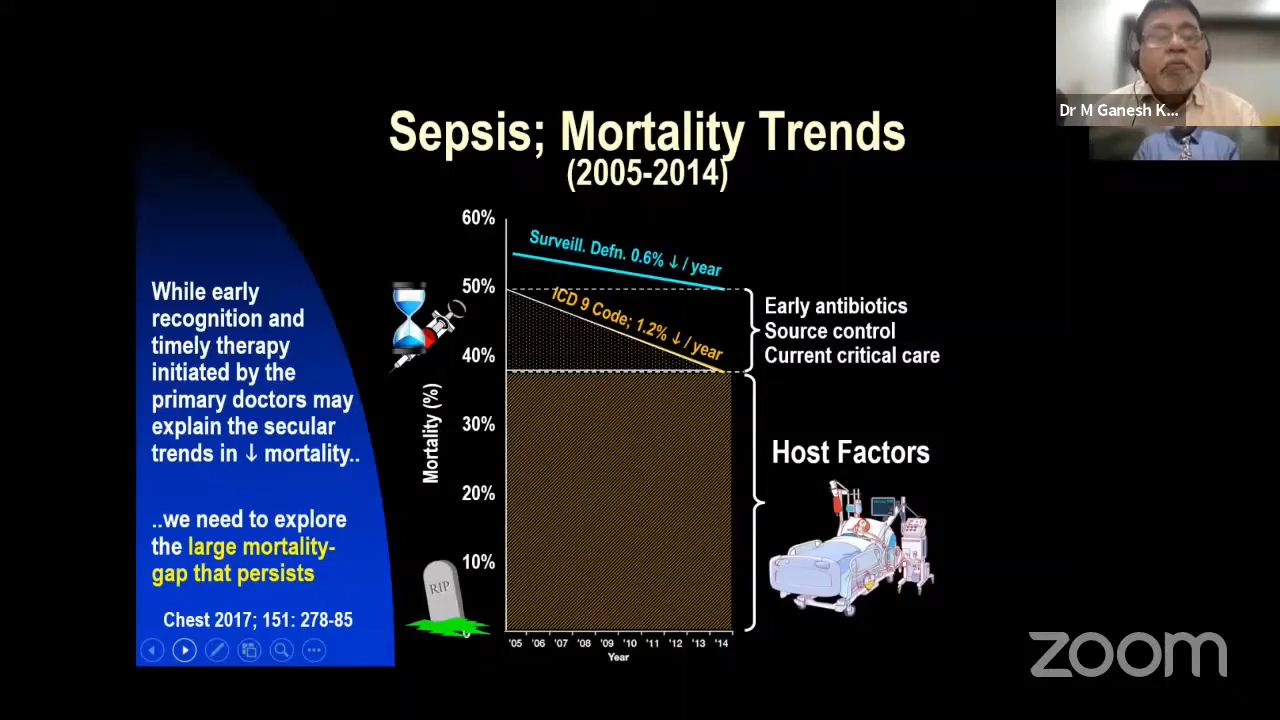 Dr M Ganesh K...
Sepsis; Mortality Trends
(2005-2014)
While early
recognition and
timely therapy
initiated by the
primary doctors may
explain the secular
trends in ↓ mortality..
..we need to explore
the large mortality-
gap that persists
Chest 2017; 151: 278-85
Mortality (%)
60%
50%
40%
30%
20%
10%
0
Surveill. Defn. 0.6% ↓ / year
ICD 9 Code; 1.2% ↓ / year
'05 '06 '07 '08 '09 '10 '11 '12 '13 '14
Year
RIP
Early antibiotics
Source control
Current critical care
Host Factors
zoom